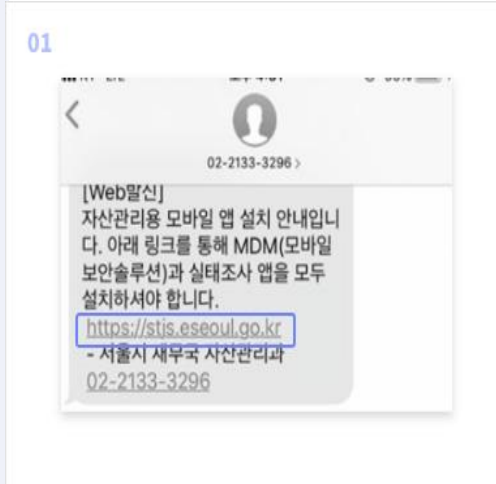 01
02-2133-3296 >
[Web발신]
자산관리용 모바일 앱 설치 안내입니
다. 아래 링크를 통해 MDM(모바일
보안솔루션)과 실태조사 앱을 모두
설치하셔야 합니다.
https://stjs.eseoul.go.kr
- 서울시 재무국 자산관리과
02-2133-3296